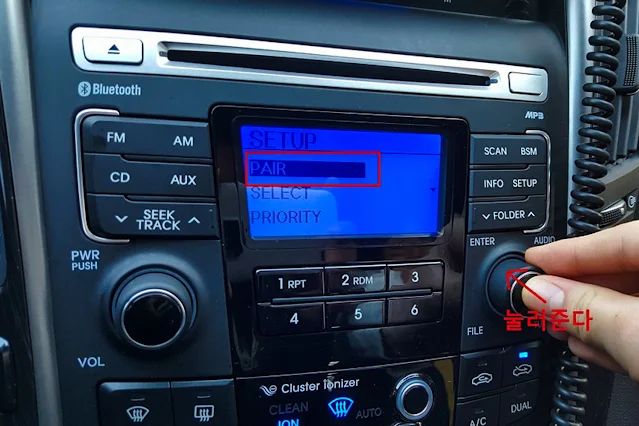 Bluetooth
MP3
FM
AM
CD
AUX
SEEK
TRACK
SETUP
PAIR
SELECT
PRIORITY
SCAN
BSM
INFO
SETUP
FOLDER
ENTER
AUDIO
PWR
PUSH
VOL
FILE
눌러준다
1 RPT
2 RDM
3
4
5
6
Cluster ionizer
CLEAN
ION
AUTO
A/C
DUAL